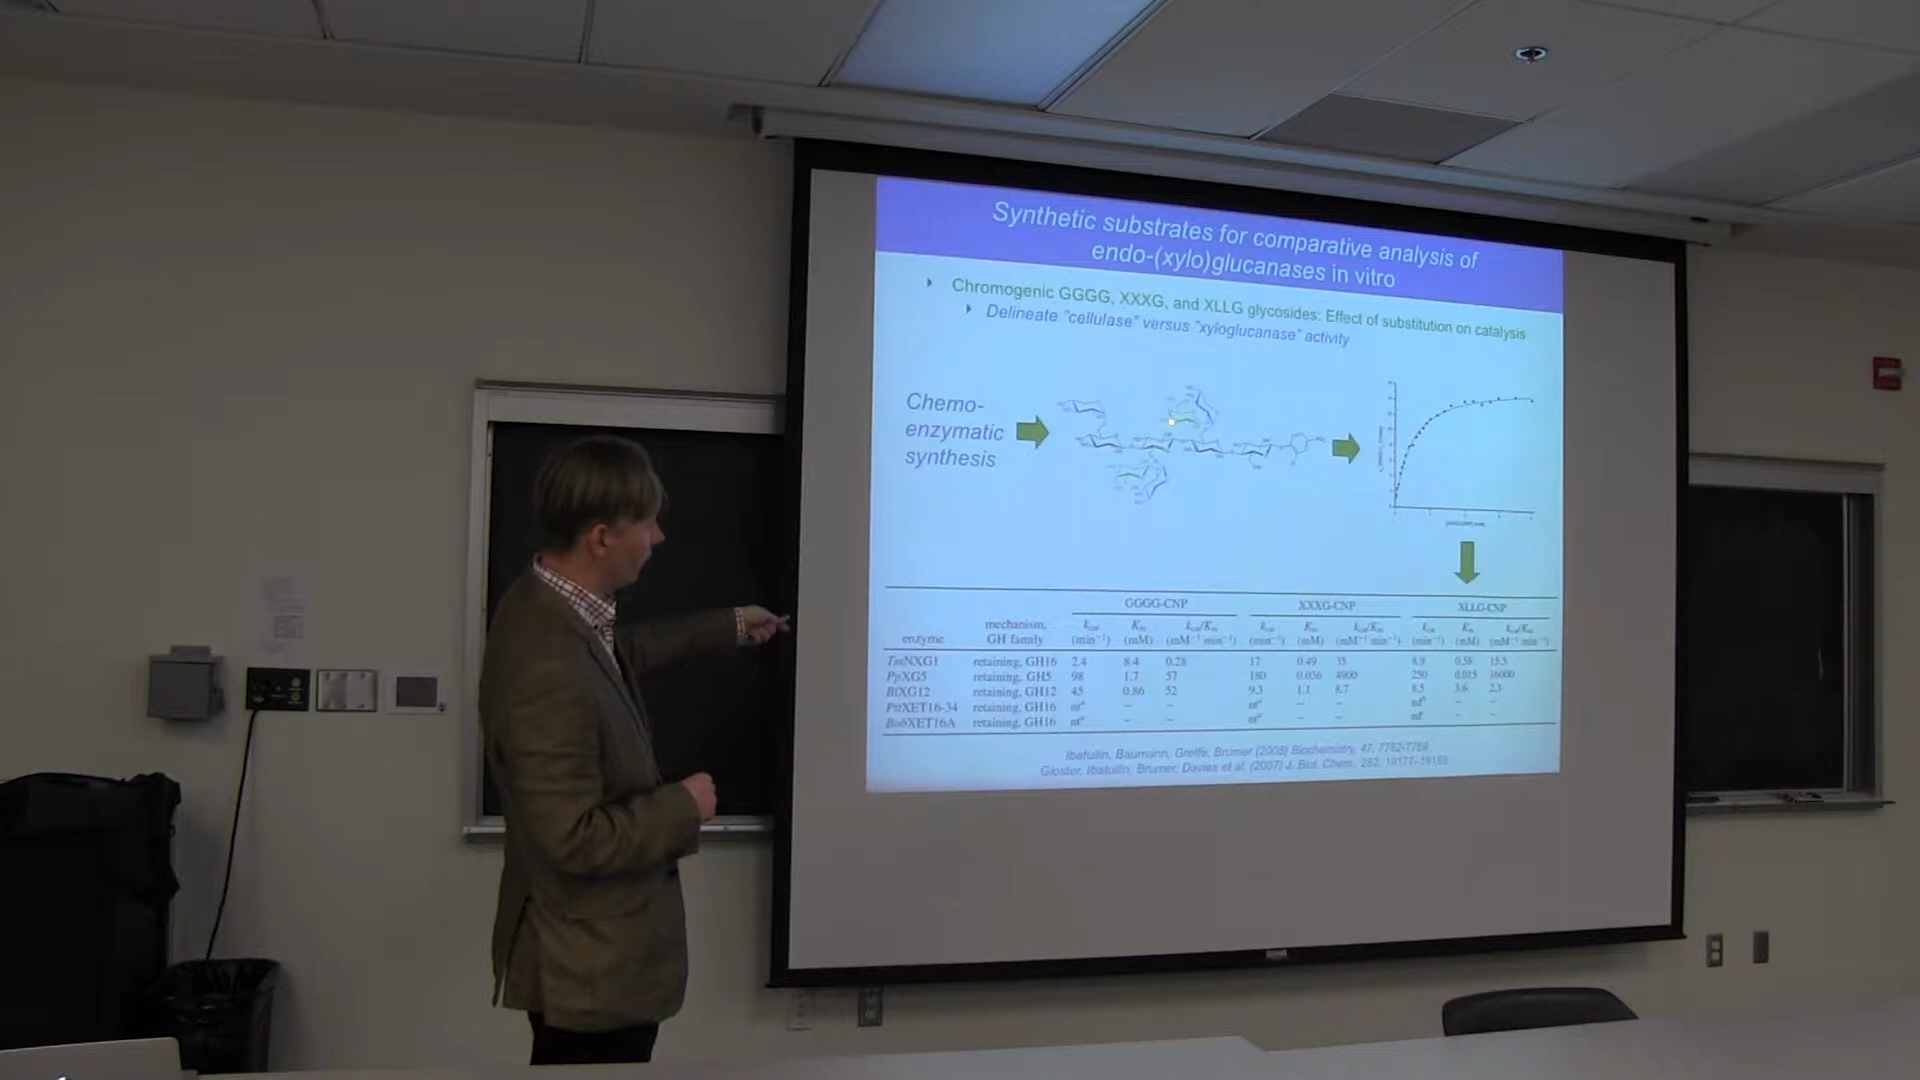 Synthetic substrates for comparative analysis of
endo-(xylo)glucanases in vitro
Chromogenic GGGG, XXXG, and XLLG glycosides: Effect of substitution on catalysis
Delineate "cellulase" versus "xyloglucanase" activity
Chemo-
enzymatic
synthesis
GGGG-CNP XXXG-CNP XLLG-CNP
mechanism, kcat Km kcat/Km kcat Km kcat/Km kcat Km kcat/Km
enzyme GH family (min⁻¹) (mM) (mM⁻¹ min⁻¹) (min⁻¹) (mM) (mM⁻¹ min⁻¹) (min⁻¹) (mM) (mM⁻¹ min⁻¹)
TmNXG1 retaining, GH16 2.4 8.4 0.28 17 0.49 35 8.9 0.58 15.5
PpXG5 retaining, GH5 98 1.7 57 180 0.036 4900 250 0.015 16000
BlXG12 retaining, GH12 45 0.86 52 9.3 1.1 8.7 8.5 3.6 2.3
PttXET16-34 retaining, GH16 – – – – – –
retaining, GH16 – – – – – –
Ibatullin, Baumann, Greffe, Brumer (2008) Biochemistry, 47, 7762-7769
Gloster, Ibatullin, Brumer, Davies et al. (2007) J. Biol. Chem., 282, 19177-19189